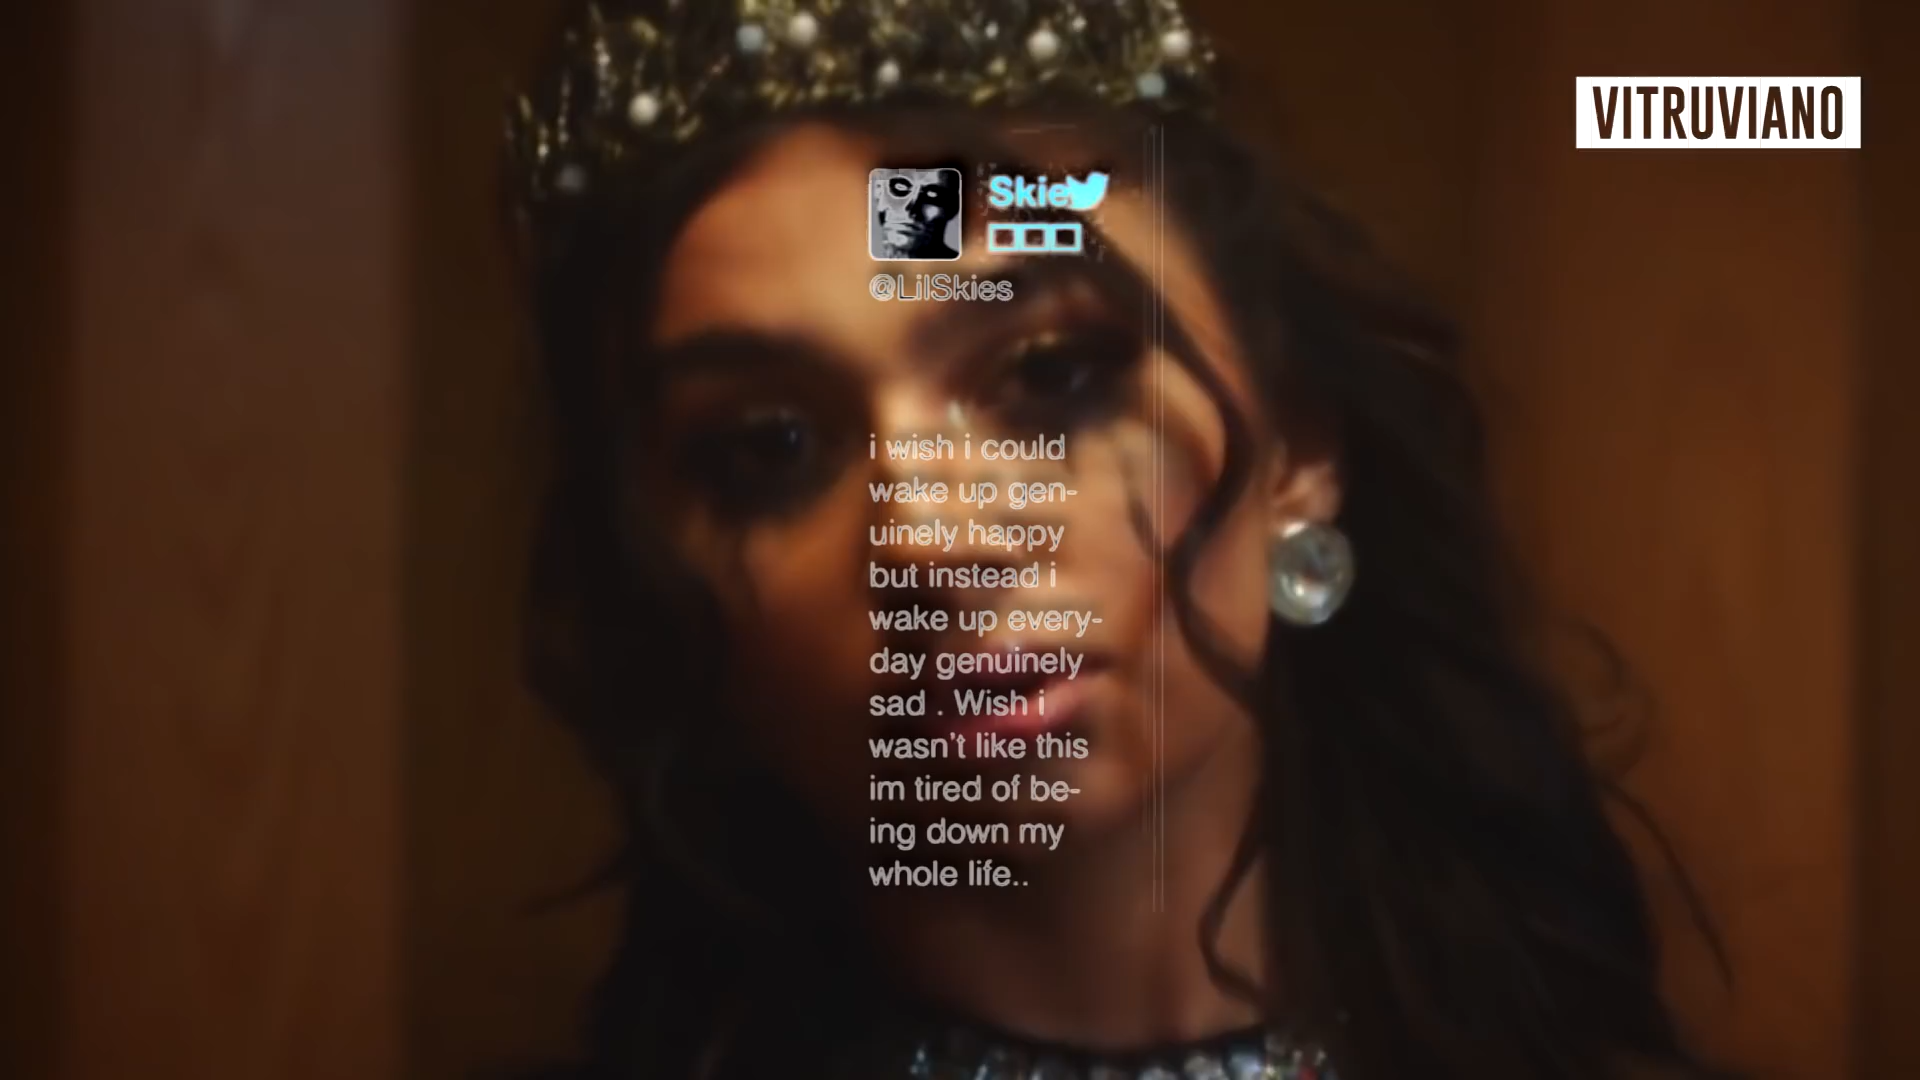 VITRUVIANO
Skie
@LilSkies
i wish i could
wake up gen-
uinely happy
but instead i
wake up every-
day genuinely
sad . Wish i
wasn't like this
im tired of be-
ing down my
whole life..